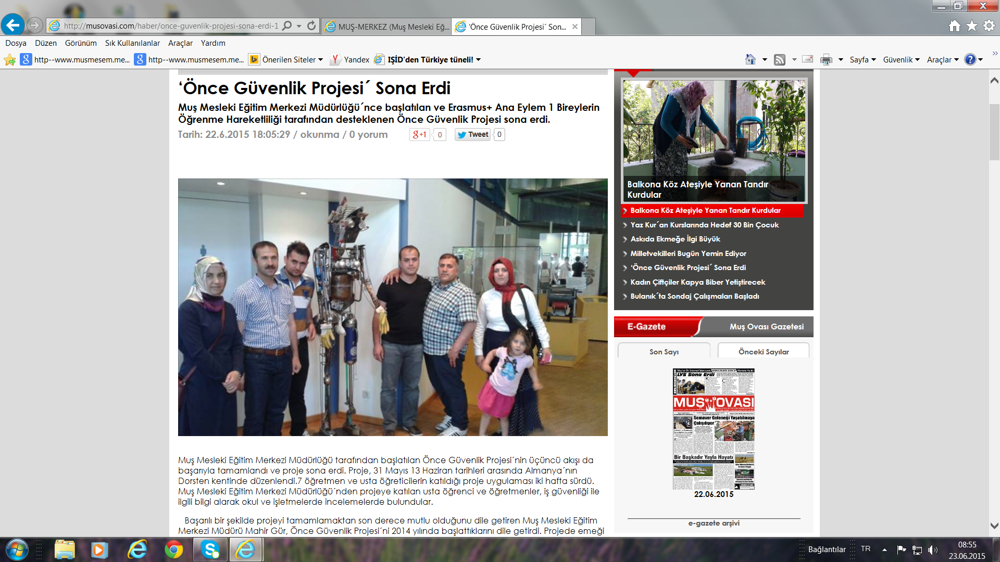 http://musovasi.com/haber/once-guvenlik-projesi-sona-erdi-1
MUŞ-MERKEZ (Muş Mesleki Eğ...
‘Önce Güvenlik Projesi´ Son...
Dosya Düzen Görünüm Sık Kullanılanlar Araçlar Yardım
http--www.musmesem.me... http--www.musmesem.me... Önerilen Siteler Yandex IŞİD'den Türkiye tüneli!
Sayfa Güvenlik Araçlar
‘Önce Güvenlik Projesi´ Sona Erdi
Muş Mesleki Eğitim Merkezi Müdürlüğü´nce başlatılan ve Erasmus+ Ana Eylem 1 Bireylerin
Öğrenme Hareketliliği tarafından desteklenen Önce Güvenlik Projesi sona erdi.
Tarih: 22.6.2015 18:05:29 / okunma / 0 yorum
g+1 0 Tweet 0
Muş Mesleki Eğitim Merkezi Müdürlüğü tarafından başlatılan Önce Güvenlik Projesi´nin üçüncü akışı da
başarıyla tamamlandı ve proje sona erdi. Proje, 31 Mayıs 13 Haziran tarihleri arasında Almanya´nın
Dorsten kentinde düzenlendi.7 öğretmen ve usta öğreticilerin katıldığı proje uygulaması iki hafta sürdü.
Muş Mesleki Eğitim Merkezi Müdürlüğü´nden projeye katılan usta öğrenci ve öğretmenler, iş güvenliği ile
ilgili bilgi alarak okul ve işletmelerde incelemelerde bulundular.
Başarılı bir şekilde projeyi tamamlamaktan son derece mutlu olduğunu dile getiren Muş Mesleki Eğitim
Merkezi Müdürü Mahir Gür, Önce Güvenlik Projesi´ni 2014 yılında başlattıklarını dile getirdi. Projede emeği
Balkona Köz Ateşiyle Yanan Tandır
Kurdular
Balkona Köz Ateşiyle Yanan Tandır Kurdular
Yaz Kur´an Kurslarında Hedef 30 Bin Çocuk
Askıda Ekmeğe İlgi Büyük
Milletvekilleri Bugün Yemin Ediyor
‘Önce Güvenlik Projesi´ Sona Erdi
Kadın Çiftçiler Kapya Biber Yetiştirecek
Bulanık´ta Sondaj Çalışmaları Başladı
E-Gazete Muş Ovası Gazetesi
Son Sayı Önceki Sayılar
LYS Sona Erdi
MUŞ OVASI
Semaver Geleneği Yaşatılmaya
Çalışılıyor
Bir Başkadır Yayla Hayatı
22.06.2015
e-gazete arşivi
Bağlantılar TR 08:55
23.06.2015